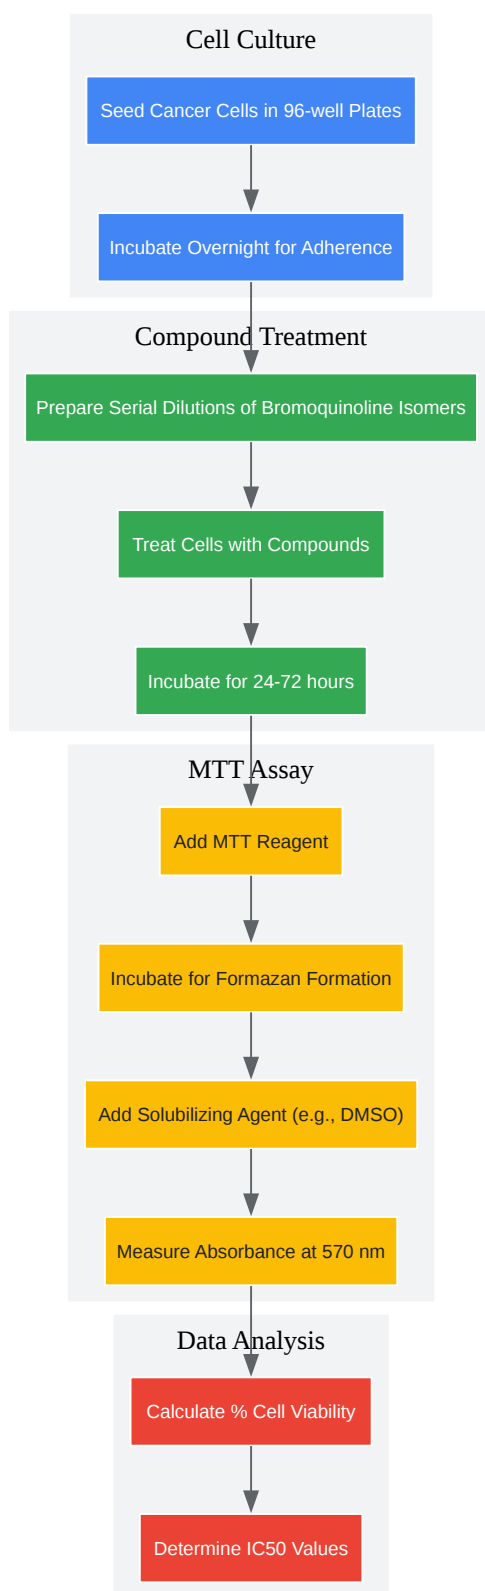 Cell Culture
Seed Cancer Cells in 96-well Plates
Incubate Overnight for Adherence
Compound Treatment
Prepare Serial Dilutions of Bromoquinoline Isomers
Treat Cells with Compounds
Incubate for 24-72 hours
MTT Assay
Add MTT Reagent
Incubate for Formazan Formation
Add Solubilizing Agent (e.g., DMSO)
Measure Absorbance at 570 nm
Data Analysis
Calculate % Cell Viability
Determine IC50 Values